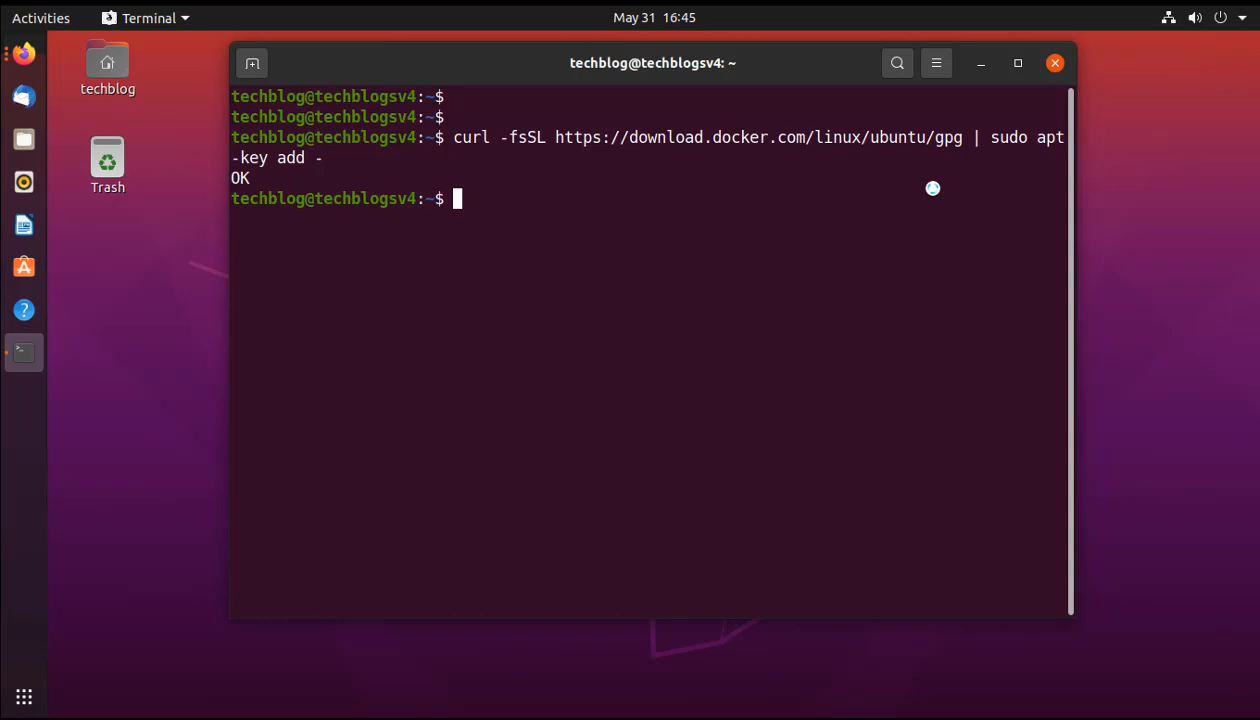 Activities
Terminal
May 31 16:45
techblog
Trash
techblog@techblogsv4: ~
techblog@techblogsv4:~$
techblog@techblogsv4:~$
techblog@techblogsv4:~$ curl -fsSL https://download.docker.com/linux/ubuntu/gpg | sudo apt
-key add -
OK
techblog@techblogsv4:~$